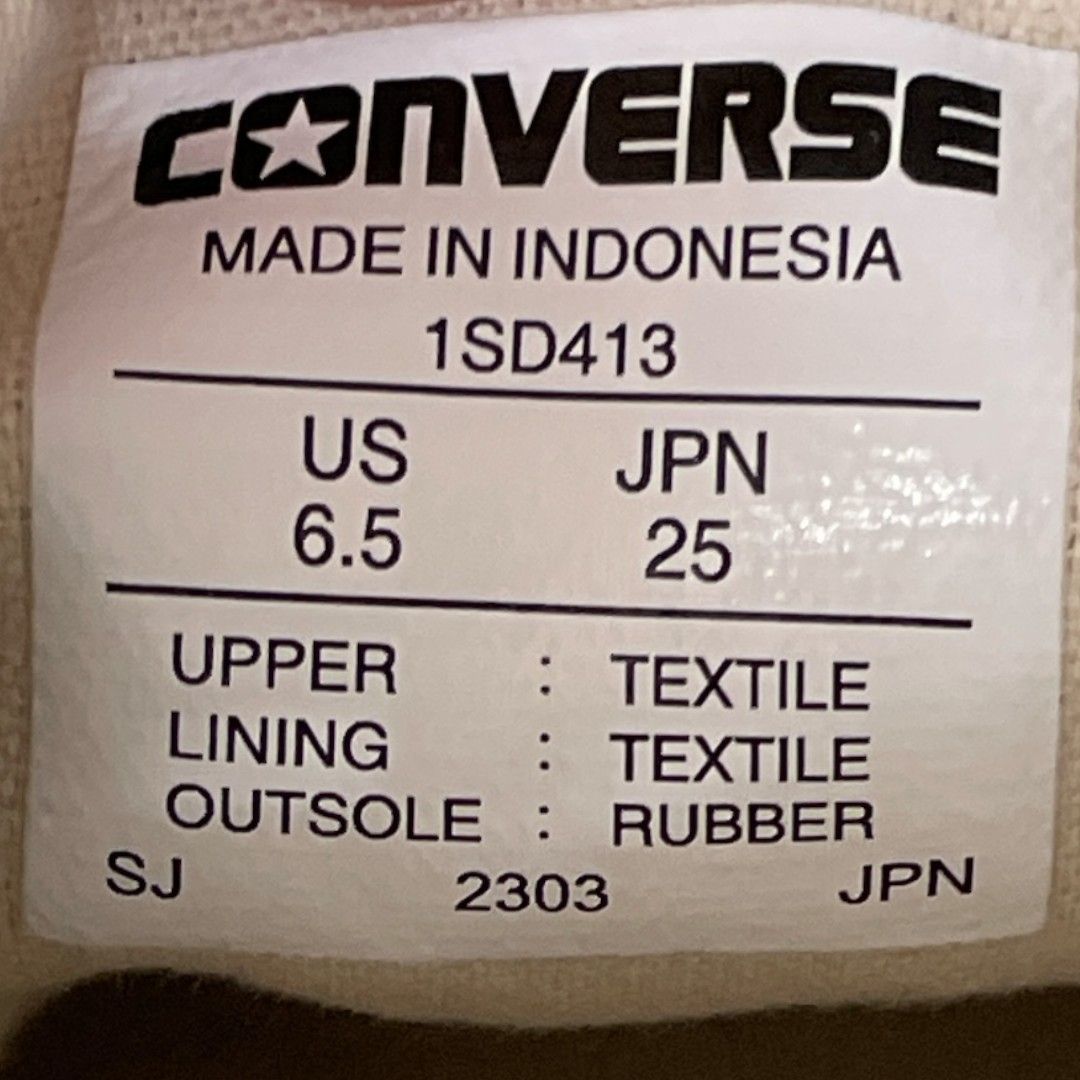 CONVERSE
MADE IN INDONESIA
1SD413
US JPN
6.5 25
UPPER : TEXTILE
LINING : TEXTILE
OUTSOLE : RUBBER
SJ 2303 JPN